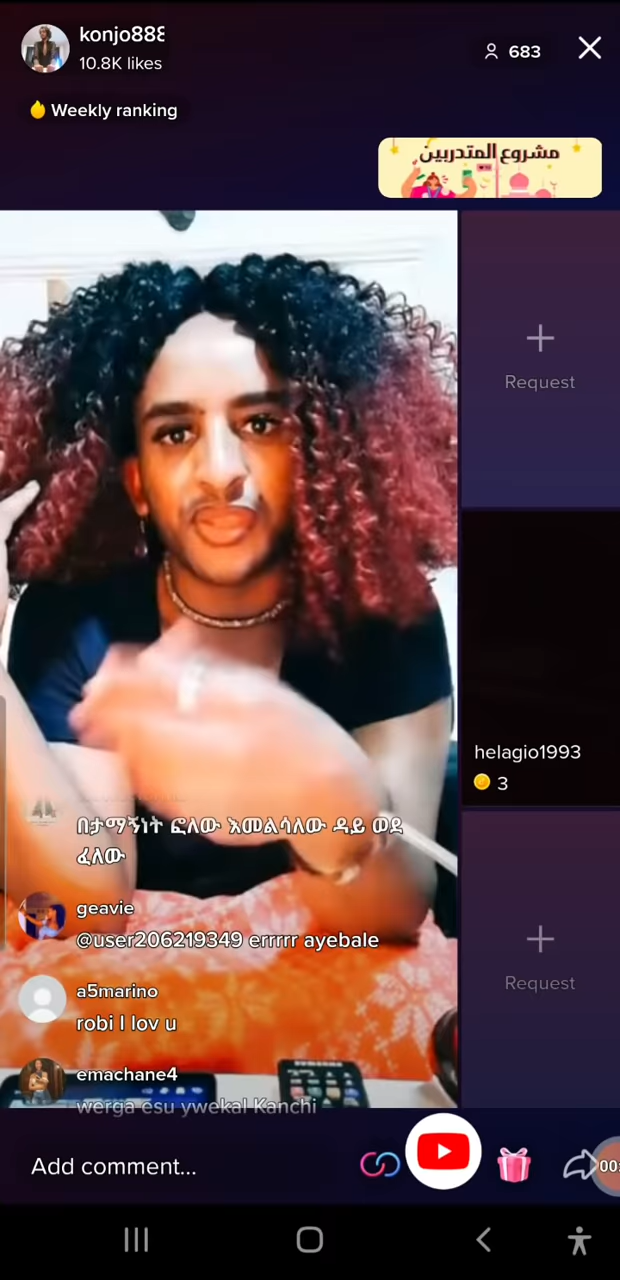 konjo888
10.8K likes
683
Weekly ranking
مشروع المتدربين
Request
helagio1993
3
በታማኝነት ፎለው እመልሳለው ዳይ ወደ
ፈለው
geavie
@user206219349 errrrr ayebale
a5marino
robi I lov u
emachane4
werga esu ywekal Kanchi
Request
Add comment...
00: